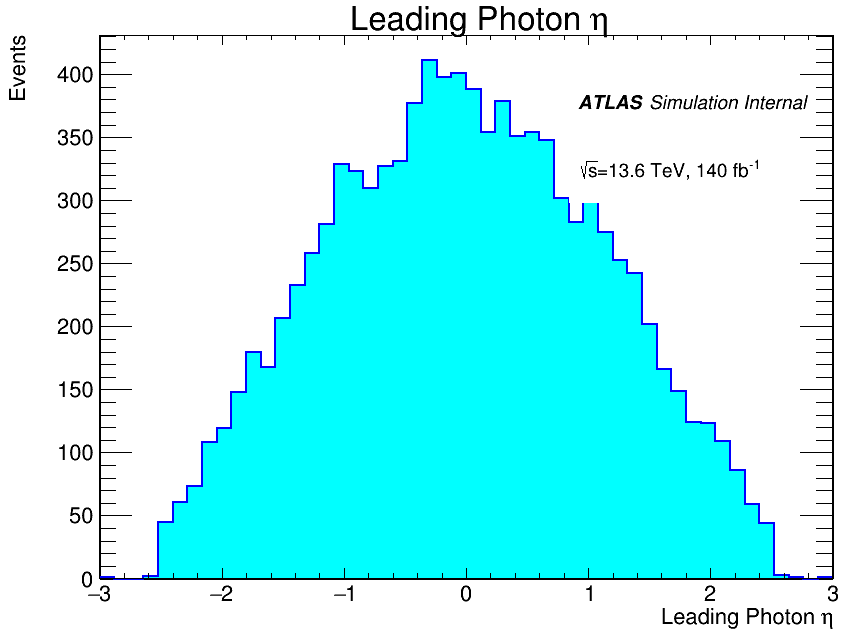 Leading Photon η
Events
ATLAS Simulation Internal
√s=13.6 TeV, 140 fb⁻¹
400
350
300
250
200
150
100
50
0
−3 −2 −1 0 1 2 3
Leading Photon η